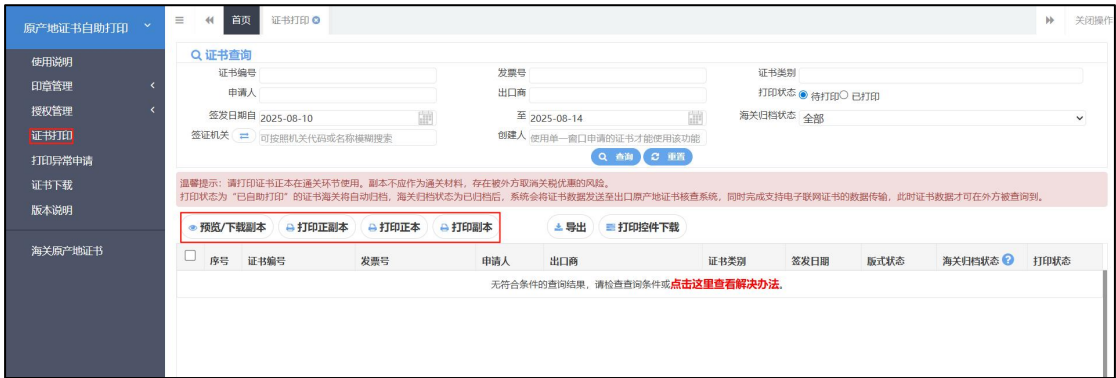 原产地证书自助打印
首页
证书打印
关闭操作
使用说明
印章管理
授权管理
证书打印
打印异常申请
证书下载
版本说明
海关原产地证书
证书查询
证书编号
发票号
证书类别
申请人
出口商
打印状态 待打印 已打印
签发日期自 2025-08-10
至 2025-08-14
海关归档状态 全部
签证机关 可按照机关代码或名称模糊搜索
创建人 使用单一窗口申请的证书才能使用该功能
查询 重置
温馨提示：请打印证书正本在通关环节使用。副本不应作为通关材料，存在被外方取消关税优惠的风险。
打印状态为“已自助打印”的证书海关将自动归档，海关归档状态为已归档后，系统会将证书数据发送至出口原产地证书核查系统，同时完成支持电子联网证书的数据传输，此时证书数据才可在外方被查询到。
预览/下载副本 打印正副本 打印正本 打印副本 导出 打印控件下载
序号 证书编号 发票号 申请人 出口商 证书类别 签发日期 版式状态 海关归档状态 ? 打印状态
无符合条件的查询结果，请检查查询条件或点击这里查看解决办法。